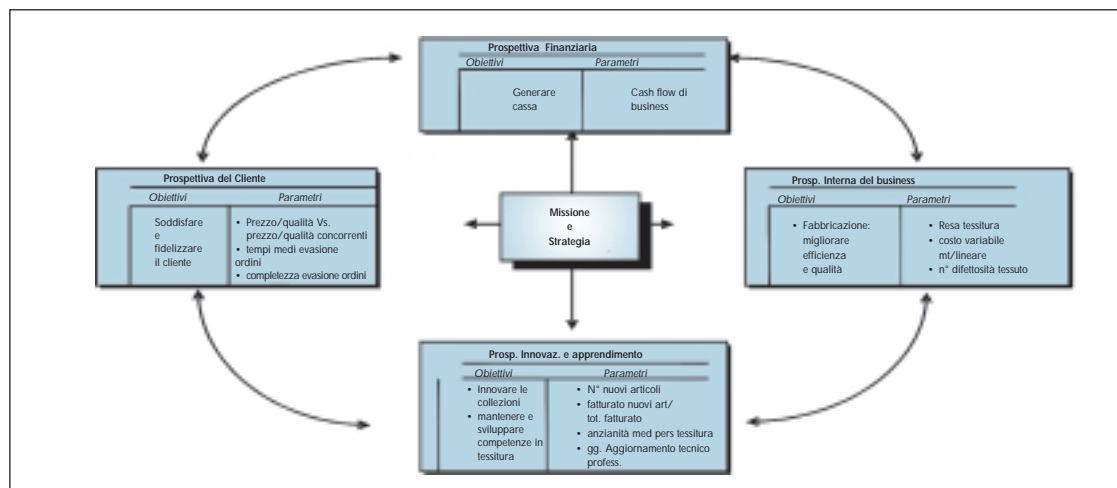 Prospettiva Finanziaria
Obiettivi Parametri
Generare
cassa
Cash flow di
business
Prospettiva del Cliente
Obiettivi Parametri
Soddisfare
e
fidelizzare
il cliente
• Prezzo/qualità Vs.
prezzo/qualità concorrenti
• tempi medi evasione
ordini
• completezza evasione ordini
Missione
e
Strategia
Prosp. Interna del business
Obiettivi Parametri
• Fabbricazione:
migliorare
efficienza
e qualità
• Resa tessitura
• costo variabile
mt/lineare
• n° difettosità tessuto
Prosp. Innovaz. e apprendimento
Obiettivi Parametri
• Innovare le
collezioni
• mantenere e
sviluppare
competenze in
tessitura
• N° nuovi articoli
• fatturato nuovi art/
tot. fatturato
• anzianità med pers tessitura
• gg. Aggiornamento tecnico
profess.